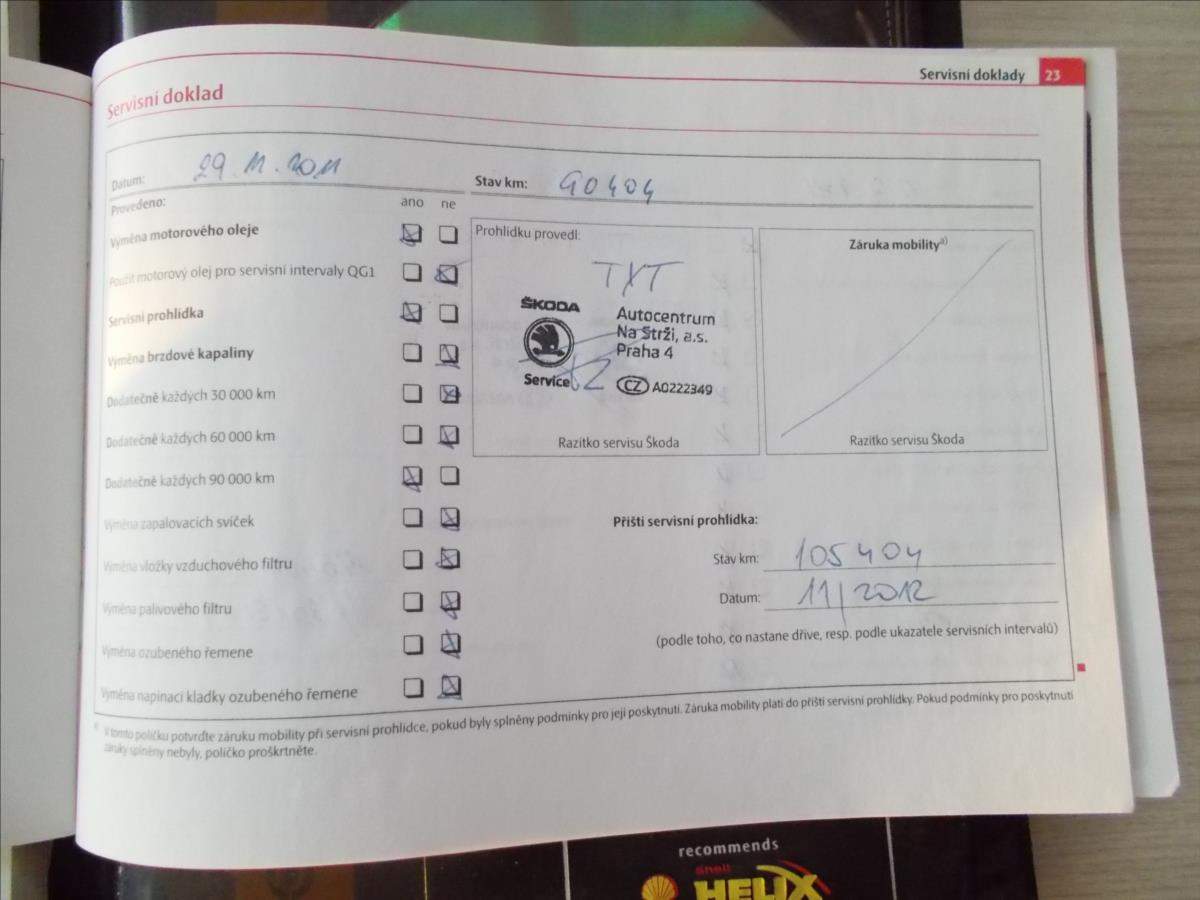 Servisní doklady 23
Servisní doklad
Datum: 29. 11. 2011 Stav km: 90404
Provedeno: ano ne
Výměna motorového oleje
Použit motorový olej pro servisní intervaly QG1
Servisní prohlídka
Výměna brzdové kapaliny
Dodatečně každých 30 000 km
Dodatečně každých 60 000 km
Dodatečně každých 90 000 km
Výměna zapalovacích svíček
Výměna vložky vzduchového filtru
Výměna palivového filtru
Výměna ozubeného řemene
Výměna napínací kladky ozubeného řemene
Prohlídku provedl:
TXT
ŠKODA
Service
Autocentrum
Na Strži, a.s.
Praha 4
CZ A0222349
Razítko servisu Škoda
Záruka mobility a)
Razítko servisu Škoda
Příští servisní prohlídka:
Stav km: 105 404
Datum: 11/2012
(podle toho, co nastane dříve, resp. podle ukazatele servisních intervalů)
a) V tomto políčku potvrďte záruku mobility při servisní prohlídce, pokud byly splněny podmínky pro její poskytnutí. Záruka mobility platí do příští servisní prohlídky. Pokud podmínky pro poskytnutí
záruky splněny nebyly, políčko proškrtněte.
recommends
Shell
HELIX